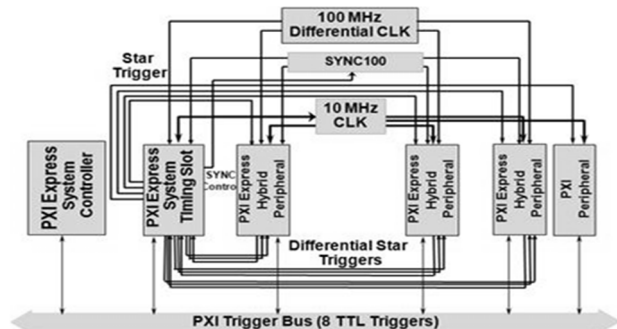 100 MHz
Differential CLK
Star
Trigger
SYNC100
10 MHz
CLK
PXI Express
System
Controller
PXI Express
System
Timing Slot
SYNC
Contro
PXI Express
Hybrid
Peripheral
PXI Express
Hybrid
Peripheral
PXI Express
Hybrid
Peripheral
PXI
Peripheral
Differential Star
Triggers
PXI Trigger Bus (8 TTL Triggers)